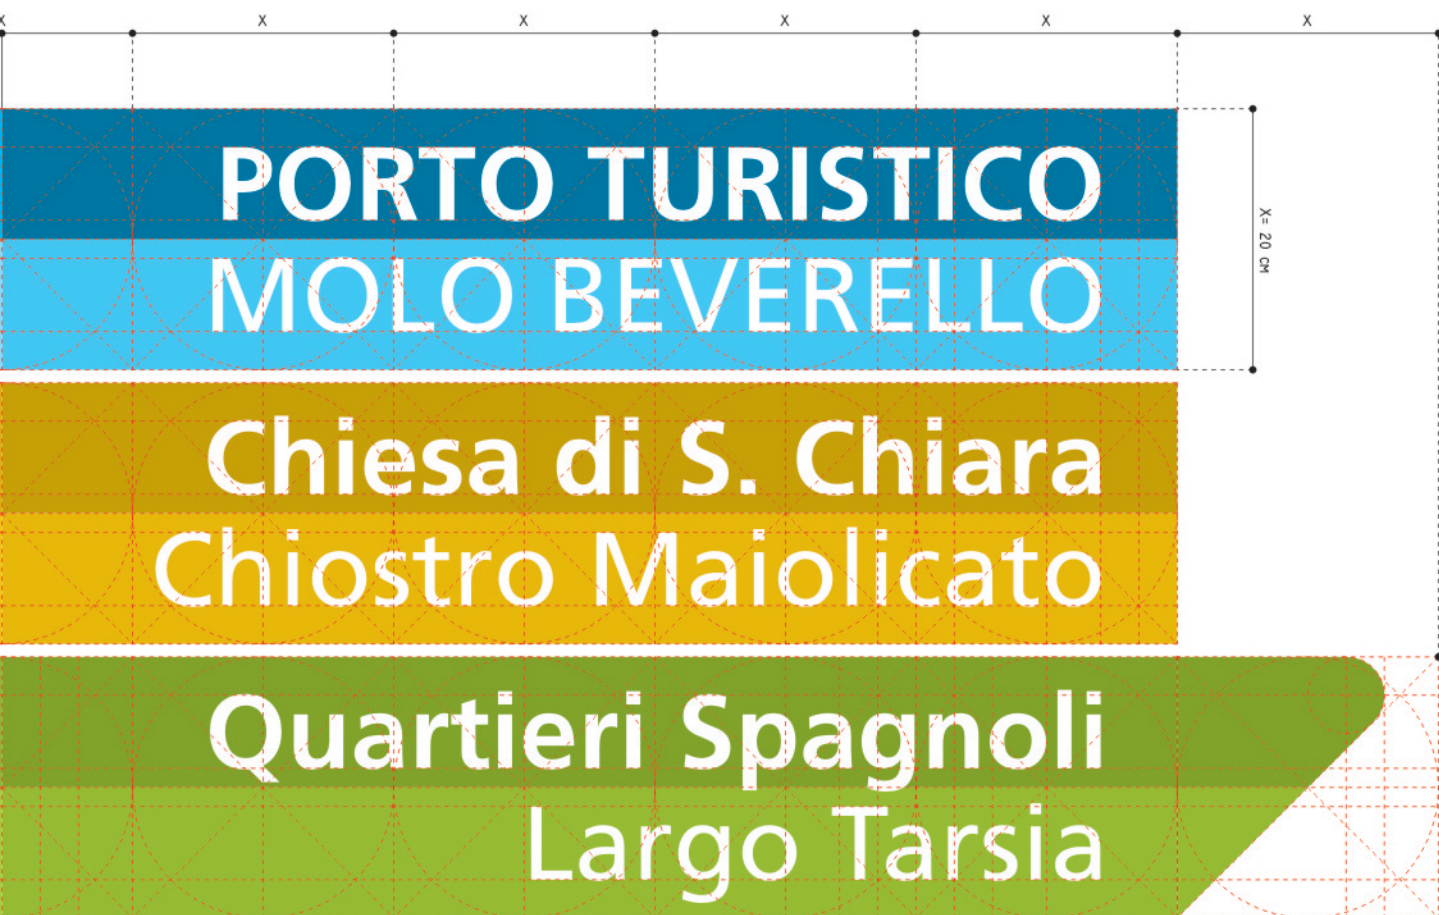 X X X X X X
PORTO TURISTICO
MOLO BEVERELLO
X= 20 CM
Chiesa di S. Chiara
Chiostro Maiolicato
Quartieri Spagnoli
Largo Tarsia